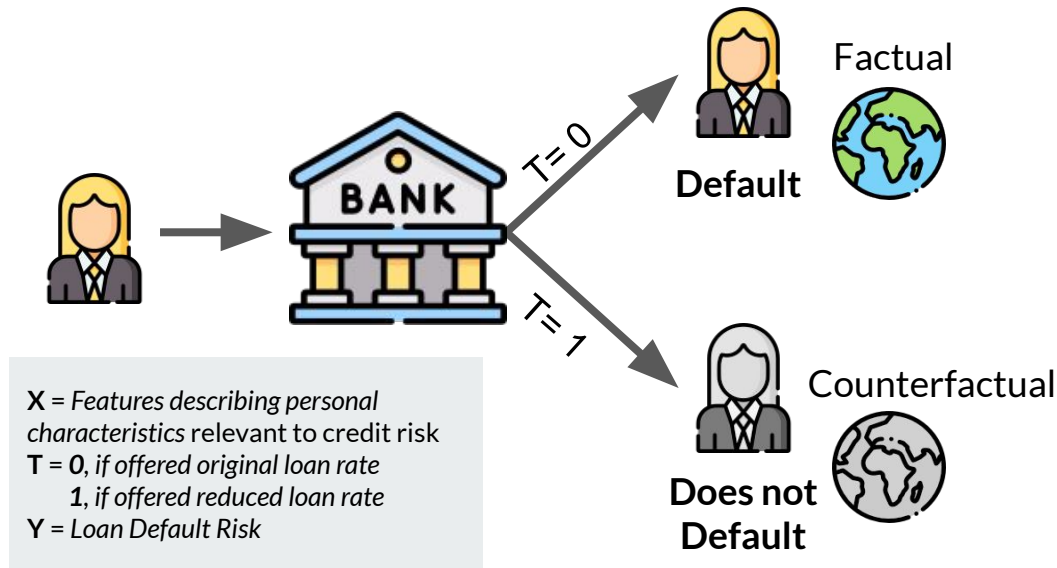 Factual
BANK
T= 0
Default
T= 1
Counterfactual
Does not
Default
X = Features describing personal
characteristics relevant to credit risk
T = 0, if offered original loan rate
1, if offered reduced loan rate
Y = Loan Default Risk